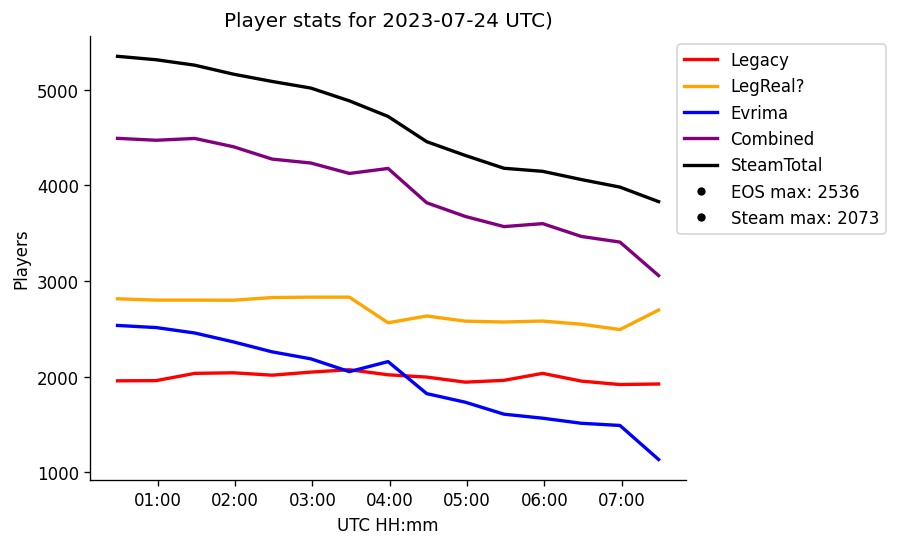 Player stats for 2023-07-24 UTC)
Legacy
LegReal?
Evrima
Combined
SteamTotal
EOS max: 2536
Steam max: 2073
Players
5000
4000
3000
2000
1000
01:00 02:00 03:00 04:00 05:00 06:00 07:00
UTC HH:mm